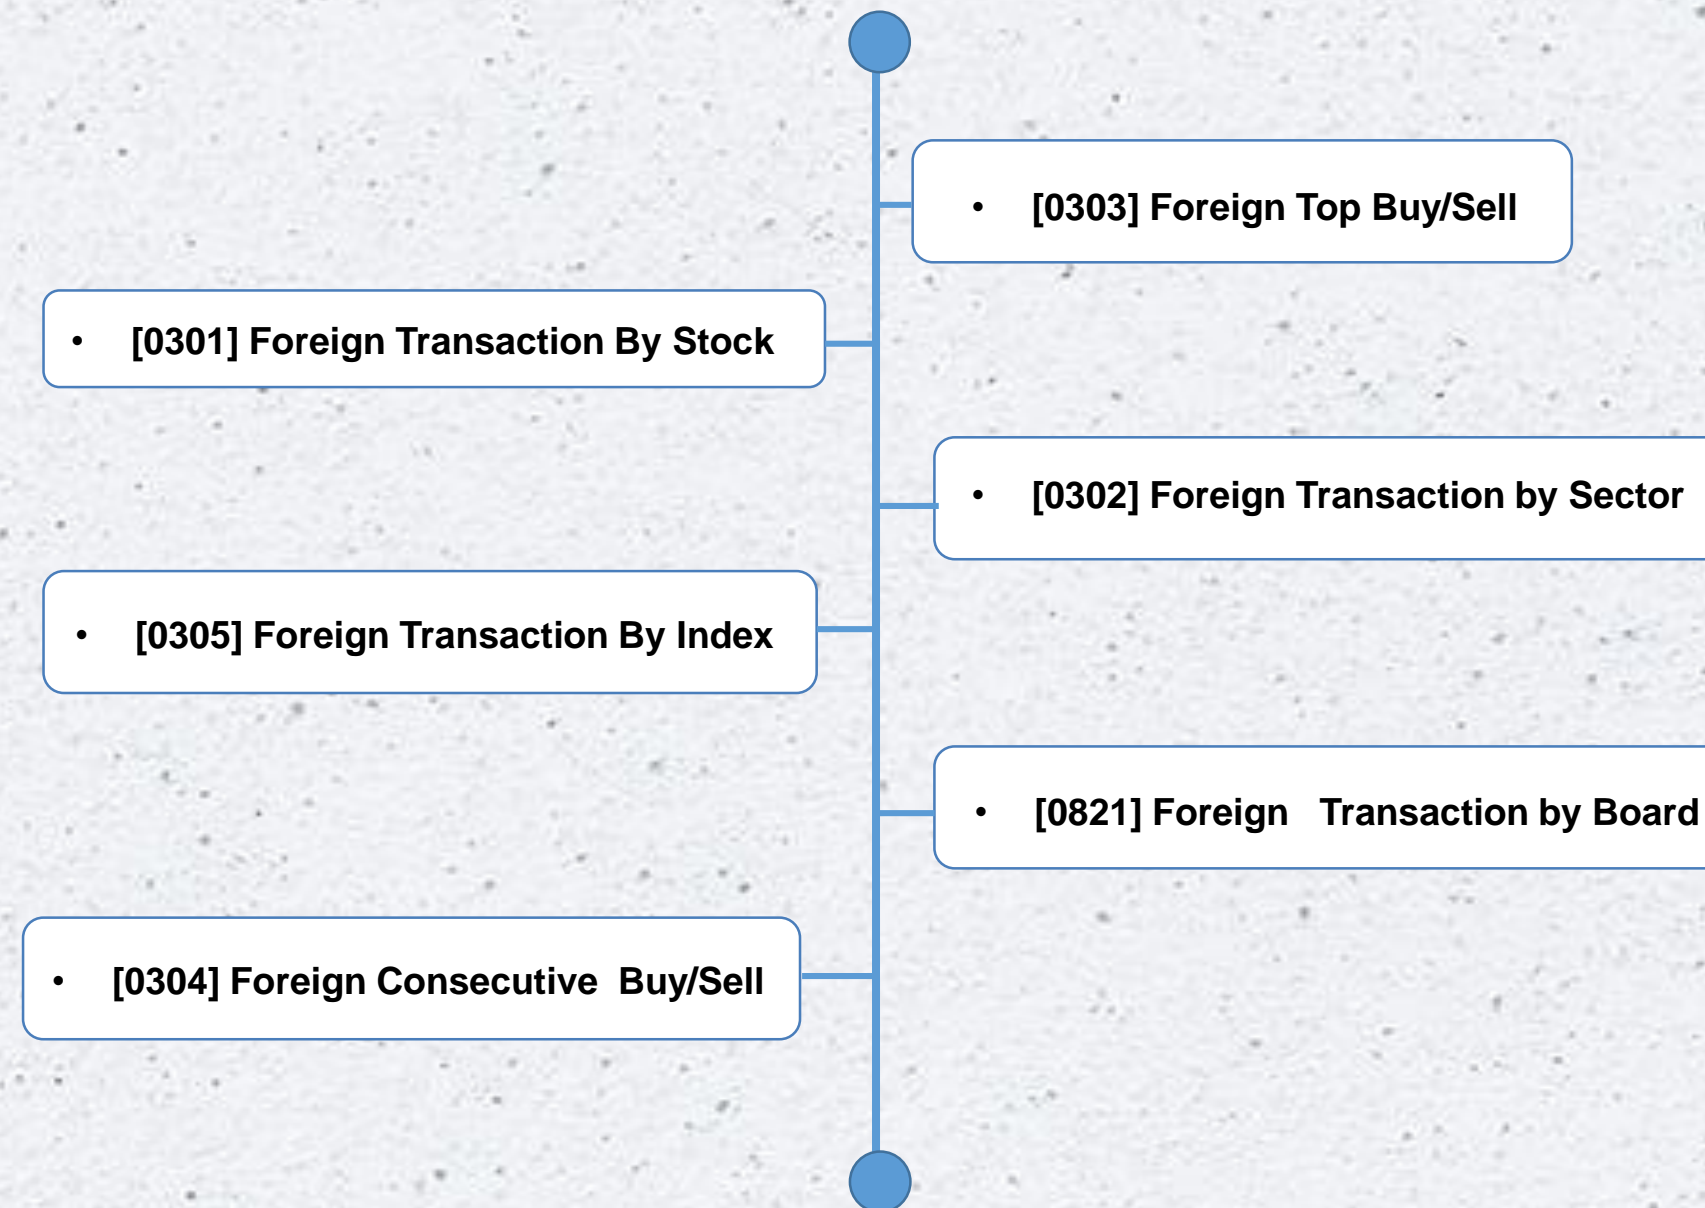 • [0303] Foreign Top Buy/Sell
• [0301] Foreign Transaction By Stock
• [0302] Foreign Transaction by Sector
• [0305] Foreign Transaction By Index
• [0821] Foreign   Transaction by Board
• [0304] Foreign Consecutive  Buy/Sell